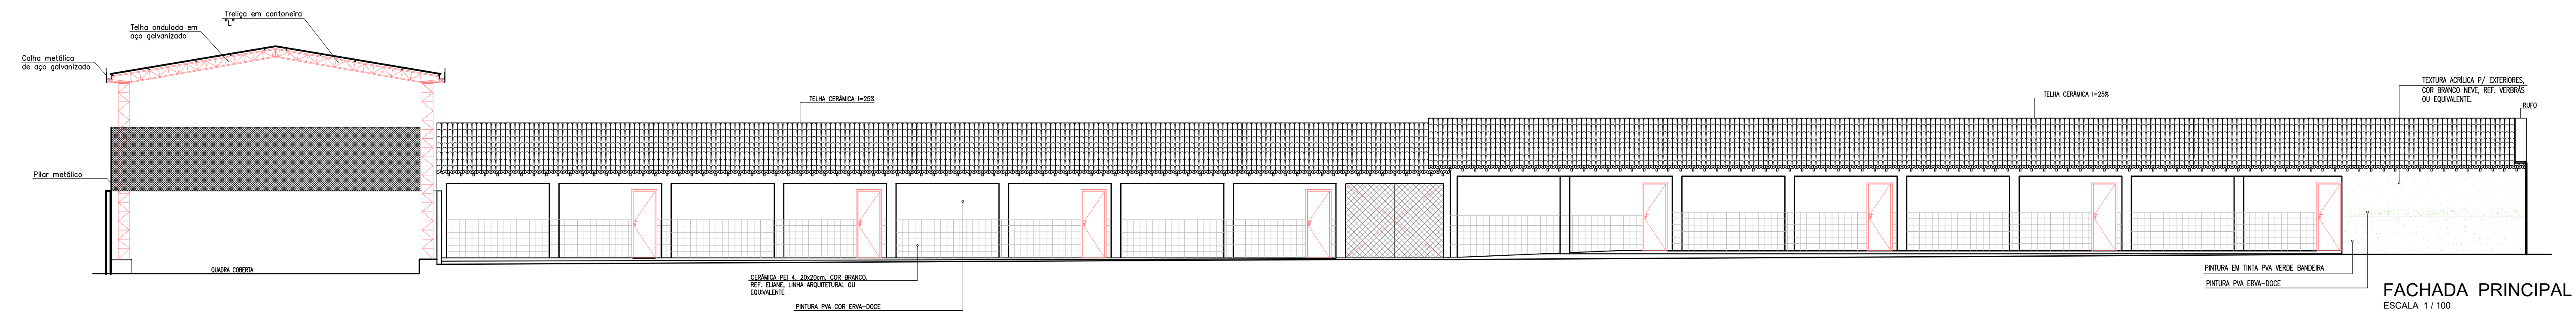 Treliça em cantoneira
"L"
Telha ondulada em
aço galvanizado
Calha metálica
de aço galvanizado
Pilar metálico
QUADRA COBERTA
TELHA CERÂMICA I=25%
CERÂMICA PEI 4, 20x20cm, COR BRANCO,
REF. ELIANE, LINHA ARQUITETURAL OU
EQUIVALENTE
PINTURA PVA COR ERVA-DOCE
TELHA CERÂMICA I=25%
TEXTURA ACRÍLICA P/ EXTERIORES,
COR BRANCO NEVE, REF. VERBRÁS
OU EQUIVALENTE.
RUFO
PINTURA EM TINTA PVA VERDE BANDEIRA
PINTURA PVA ERVA-DOCE
FACHADA PRINCIPAL
ESCALA 1 / 100